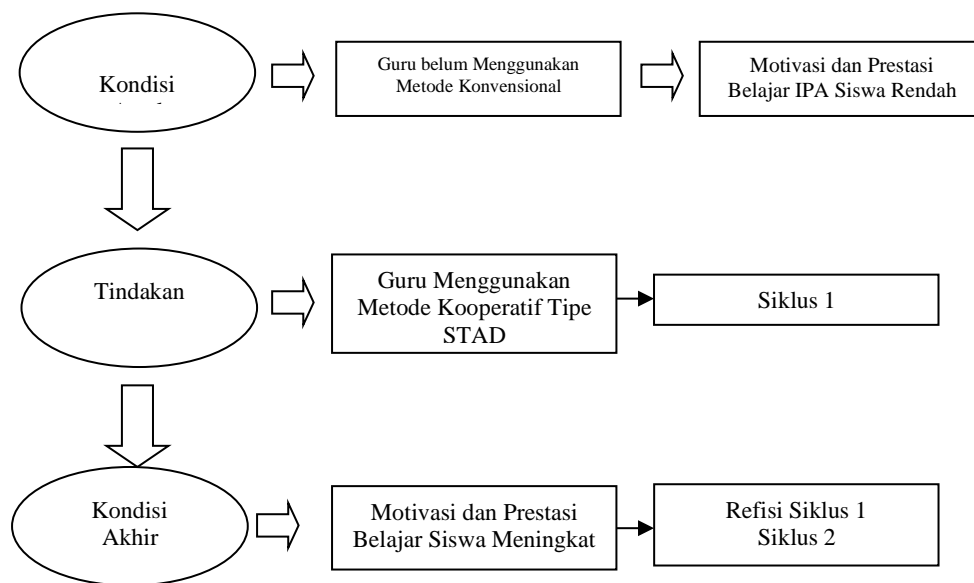 Kondisi
Guru belum Menggunakan
Metode Konvensional
Motivasi dan Prestasi
Belajar IPA Siswa Rendah
Tindakan
Guru Menggunakan
Metode Kooperatif Tipe
STAD
Siklus 1
Kondisi
Akhir
Motivasi dan Prestasi
Belajar Siswa Meningkat
Refisi Siklus 1
Siklus 2